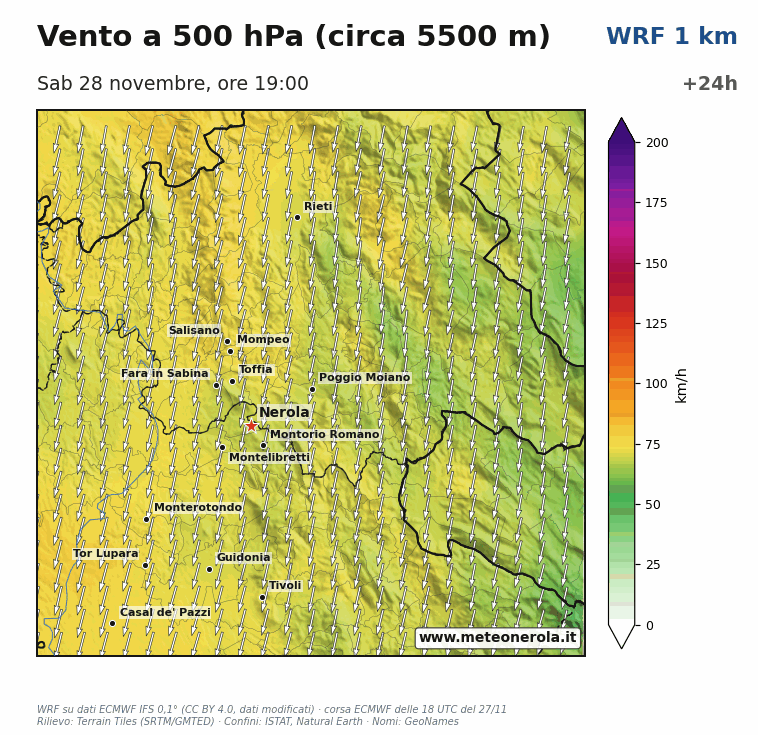 Vento a 500 hPa (circa 5500 m)
WRF 1 km
Sab 28 novembre, ore 19:00
+24h
Rieti
Salisano
Mompeo
Fara in Sabina
Toffia
Poggio Moiano
Nerola
Montorio Romano
Montelibretti
Monterotondo
Tor Lupara
Guidonia
Tivoli
Casal de' Pazzi
www.meteonerola.it
200
175
150
125
100
75
50
25
0
km/h
WRF su dati ECMWF IFS 0,1° (CC BY 4.0, dati modificati) · corsa ECMWF delle 18 UTC del 27/11
Rilievo: Terrain Tiles (SRTM/GMTED) · Confini: ISTAT, Natural Earth · Nomi: GeoNames